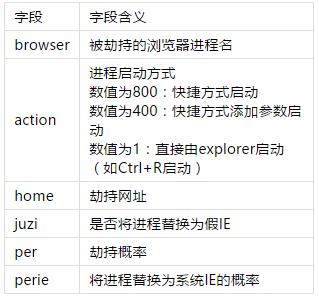 字段 字段含义
browser 被劫持的浏览器进程名
action 进程启动方式
数值为800：快捷方式启动
数值为400：快捷方式添加参数启
动
数值为1：直接由explorer启动
（如Ctrl+R启动）
home 劫持网址
juzi 是否将进程替换为假IE
per 劫持概率
perie 将进程替换为系统IE的概率